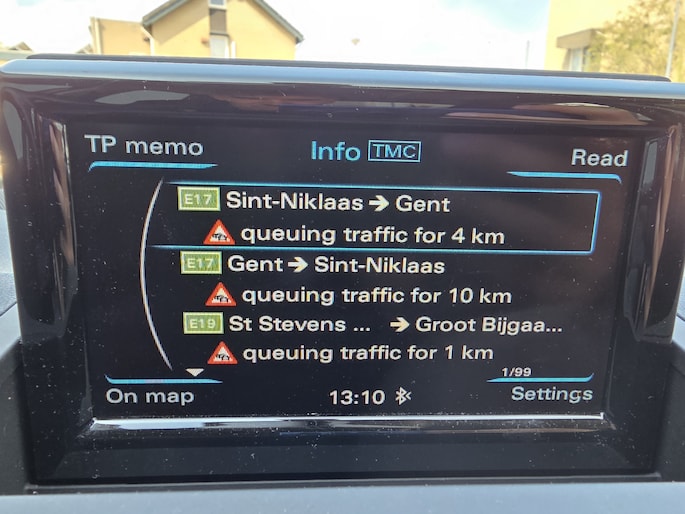 TP memo
Info TMC
Read
E17 Sint-Niklaas → Gent
queuing traffic for 4 km
E17 Gent → Sint-Niklaas
queuing traffic for 10 km
E19 St Stevens ... → Groot Bijgaa...
queuing traffic for 1 km
1/99
On map
13:10
Settings